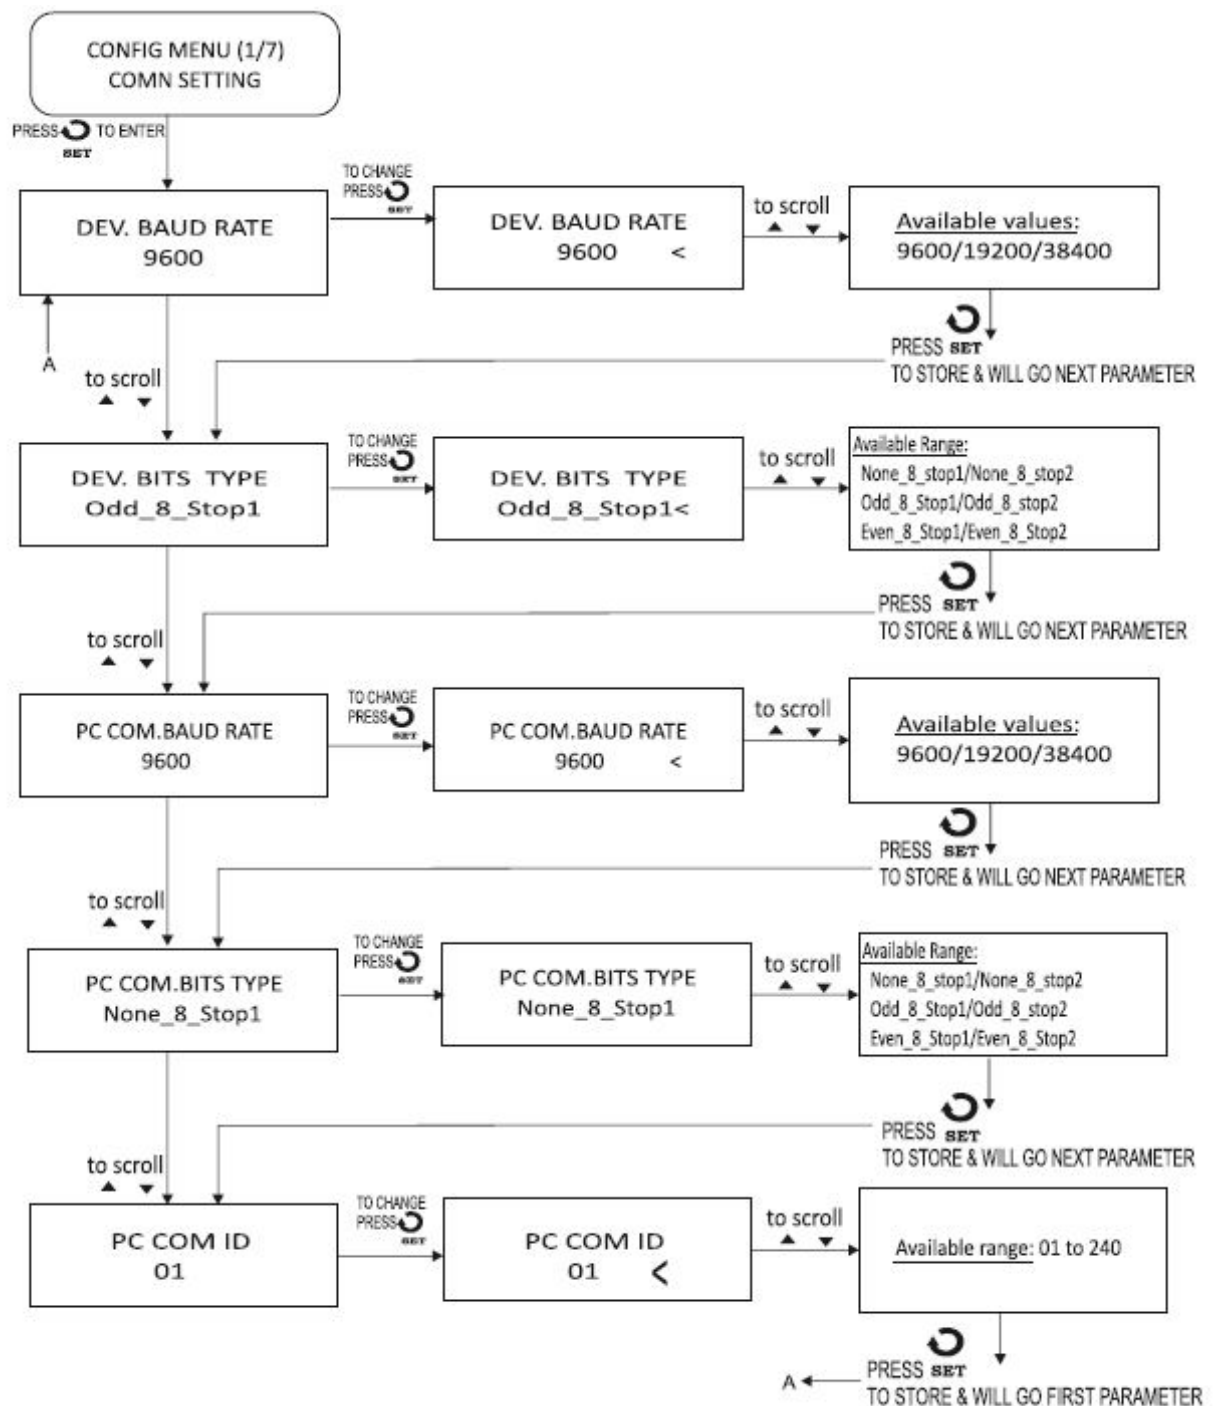 CONFIG MENU (1/7)
COMN SETTING
PRESS TO ENTER
SET
DEV. BAUD RATE
9600
TO CHANGE
PRESS
SET
DEV. BAUD RATE
9600 <
to scroll
▲ ▼
Available values:
9600/19200/38400
PRESS SET
TO STORE & WILL GO NEXT PARAMETER
A
to scroll
▲ ▼
DEV. BITS TYPE
Odd_8_Stop1
TO CHANGE
PRESS
SET
DEV. BITS TYPE
Odd_8_Stop1<
to scroll
▲ ▼
Available Range:
None_8_stop1/None_8_stop2
Odd_8_Stop1/Odd_8_stop2
Even_8_Stop1/Even_8_Stop2
PRESS SET
TO STORE & WILL GO NEXT PARAMETER
to scroll
▲ ▼
PC COM.BAUD RATE
9600
TO CHANGE
PRESS
SET
PC COM.BAUD RATE
9600 <
to scroll
▲ ▼
Available values:
9600/19200/38400
PRESS SET
TO STORE & WILL GO NEXT PARAMETER
to scroll
▲ ▼
PC COM.BITS TYPE
None_8_Stop1
TO CHANGE
PRESS
SET
PC COM.BITS TYPE
None_8_Stop1
to scroll
▲ ▼
Available Range:
None_8_stop1/None_8_stop2
Odd_8_Stop1/Odd_8_stop2
Even_8_Stop1/Even_8_Stop2
PRESS SET
TO STORE & WILL GO NEXT PARAMETER
to scroll
▲ ▼
PC COM ID
01
TO CHANGE
PRESS
SET
PC COM ID
01 <
to scroll
▲ ▼
Available range: 01 to 240
PRESS SET
TO STORE & WILL GO FIRST PARAMETER
A